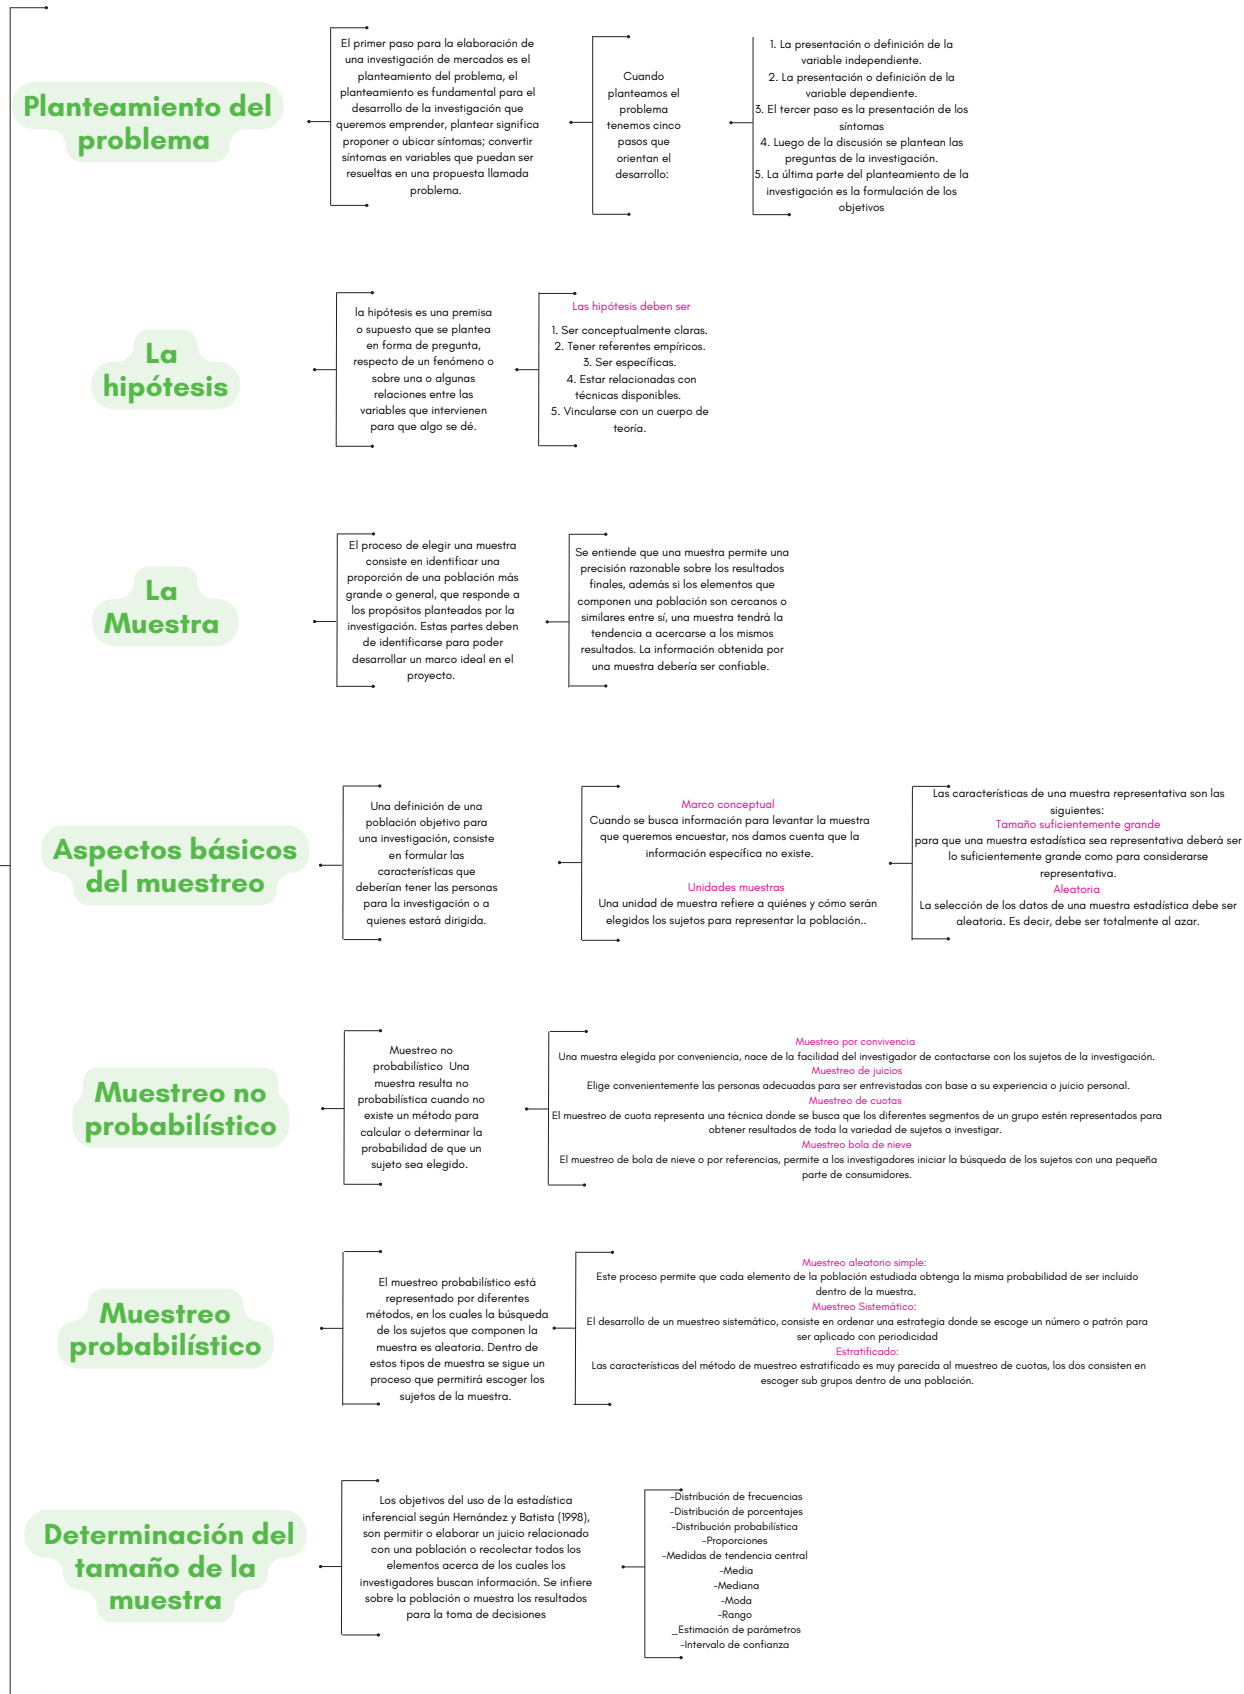 Planteamiento del
problema
El primer paso para la elaboración de
una investigación de mercados es el
planteamiento del problema, el
planteamiento es fundamental para el
desarrollo de la investigación que
queremos emprender, plantear significa
proponer o ubicar síntomas; convertir
síntomas en variables que puedan ser
resueltas en una propuesta llamada
problema.
Cuando
planteamos el
problema
tenemos cinco
pasos que
orientan el
desarrollo:
1. La presentación o definición de la
variable independiente.
2. La presentación o definición de la
variable dependiente.
3. El tercer paso es la presentación de los
síntomas
4. Luego de la discusión se plantean las
preguntas de la investigación.
5. La última parte del planteamiento de la
investigación es la formulación de los
objetivos
La
hipótesis
la hipótesis es una premisa
o supuesto que se plantea
en forma de pregunta,
respecto de un fenómeno o
sobre una o algunas
relaciones entre las
variables que intervienen
para que algo se dé.
Las hipótesis deben ser
1. Ser conceptualmente claras.
2. Tener referentes empíricos.
3. Ser específicas.
4. Estar relacionadas con
técnicas disponibles.
5. Vincularse con un cuerpo de
teoría.
La
Muestra
El proceso de elegir una muestra
consiste en identificar una
proporción de una población más
grande o general, que responde a
los propósitos planteados por la
investigación. Estas partes deben
de identificarse para poder
desarrollar un marco ideal en el
proyecto.
Se entiende que una muestra permite una
precisión razonable sobre los resultados
finales, además si los elementos que
componen una población son cercanos o
similares entre sí, una muestra tendrá la
tendencia a acercarse a los mismos
resultados. La información obtenida por
una muestra debería ser confiable.
Aspectos básicos
del muestreo
Una definición de una
población objetivo para
una investigación, consiste
en formular las
características que
deberían tener las personas
para la investigación o a
quienes estará dirigida.
Marco conceptual
Cuando se busca información para levantar la muestra
que queremos encuestar, nos damos cuenta que la
información específica no existe.
Unidades muestras
Una unidad de muestra refiere a quiénes y cómo serán
elegidos los sujetos para representar la población..
Las características de una muestra representativa son las
siguientes:
Tamaño suficientemente grande
para que una muestra estadística sea representativa deberá ser
lo suficientemente grande como para considerarse
representativa.
Aleatoria
La selección de los datos de una muestra estadística debe ser
aleatoria. Es decir, debe ser totalmente al azar.
Muestreo no
probabilístico
Muestreo no
probabilístico Una
muestra resulta no
probabilística cuando no
existe un método para
calcular o determinar la
probabilidad de que un
sujeto sea elegido.
Muestreo por convivencia
Una muestra elegida por conveniencia, nace de la facilidad del investigador de contactarse con los sujetos de la investigación.
Muestreo de juicios
Elige convenientemente las personas adecuadas para ser entrevistadas con base a su experiencia o juicio personal.
Muestreo de cuotas
El muestreo de cuota representa una técnica donde se busca que los diferentes segmentos de un grupo estén representados para
obtener resultados de toda la variedad de sujetos a investigar.
Muestreo bola de nieve
El muestreo de bola de nieve o por referencias, permite a los investigadores iniciar la búsqueda de los sujetos con una pequeña
parte de consumidores.
Muestreo
probabilístico
El muestreo probabilístico está
representado por diferentes
métodos, en los cuales la búsqueda
de los sujetos que componen la
muestra es aleatoria. Dentro de
estos tipos de muestra se sigue un
proceso que permitirá escoger los
sujetos de la muestra.
Muestreo aleatorio simple:
Este proceso permite que cada elemento de la población estudiada obtenga la misma probabilidad de ser incluido
dentro de la muestra.
Muestreo Sistemático:
El desarrollo de un muestreo sistemático, consiste en ordenar una estrategia donde se escoge un número o patrón para
ser aplicado con periodicidad
Estratificado:
Las características del método de muestreo estratificado es muy parecida al muestreo de cuotas, los dos consisten en
escoger sub grupos dentro de una población.
Determinación del
tamaño de la
muestra
Los objetivos del uso de la estadística
inferencial según Hernández y Batista (1998),
son permitir o elaborar un juicio relacionado
con una población o recolectar todos los
elementos acerca de los cuales los
investigadores buscan información. Se infiere
sobre la población o muestra los resultados
para la toma de decisiones
-Distribución de frecuencias
-Distribución de porcentajes
-Distribución probabilística
-Proporciones
-Medidas de tendencia central
-Media
-Mediana
-Moda
-Rango
_Estimación de parámetros
-Intervalo de confianza